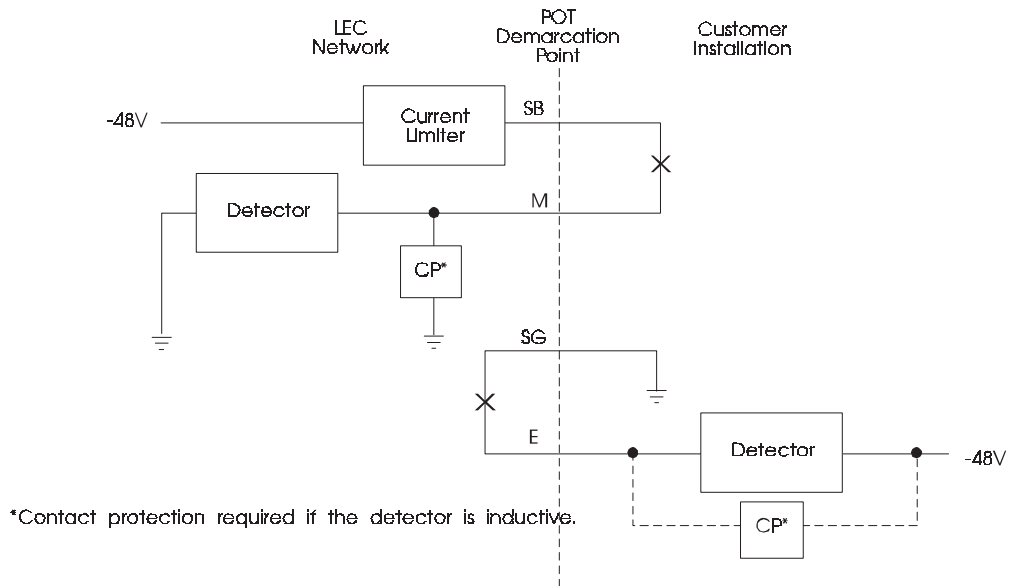 LEC
Network
POT
Demarcation
Point
Customer
Installation
-48V
Current
Limiter
SB
Detector
M
CP*
SG
E
Detector
-48V
*Contact protection required if the detector is inductive.
CP*